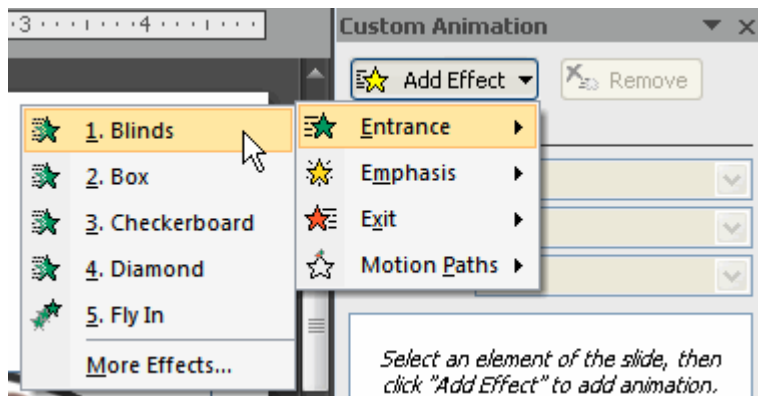 3 4
Custom Animation
Add Effect Remove
1. Blinds
2. Box
3. Checkerboard
4. Diamond
5. Fly In
More Effects...
Entrance
Emphasis
Exit
Motion Paths
Select an element of the slide, then
click "Add Effect" to add animation.